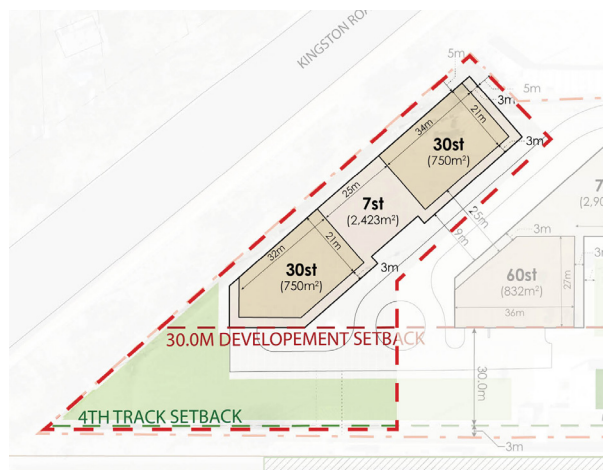 KINGSTON RO
5m
5m
3m
21m
34m
3m
30st
(750m²)
25m
7st
(2,423m²)
25m
9m
21m
32m
3m
30st
(750m²)
3m
7
(2,90
3m
60st
(832m²)
27m
36m
30.0M DEVELOPEMENT SETBACK
30.0m
4TH TRACK SETBACK
3m